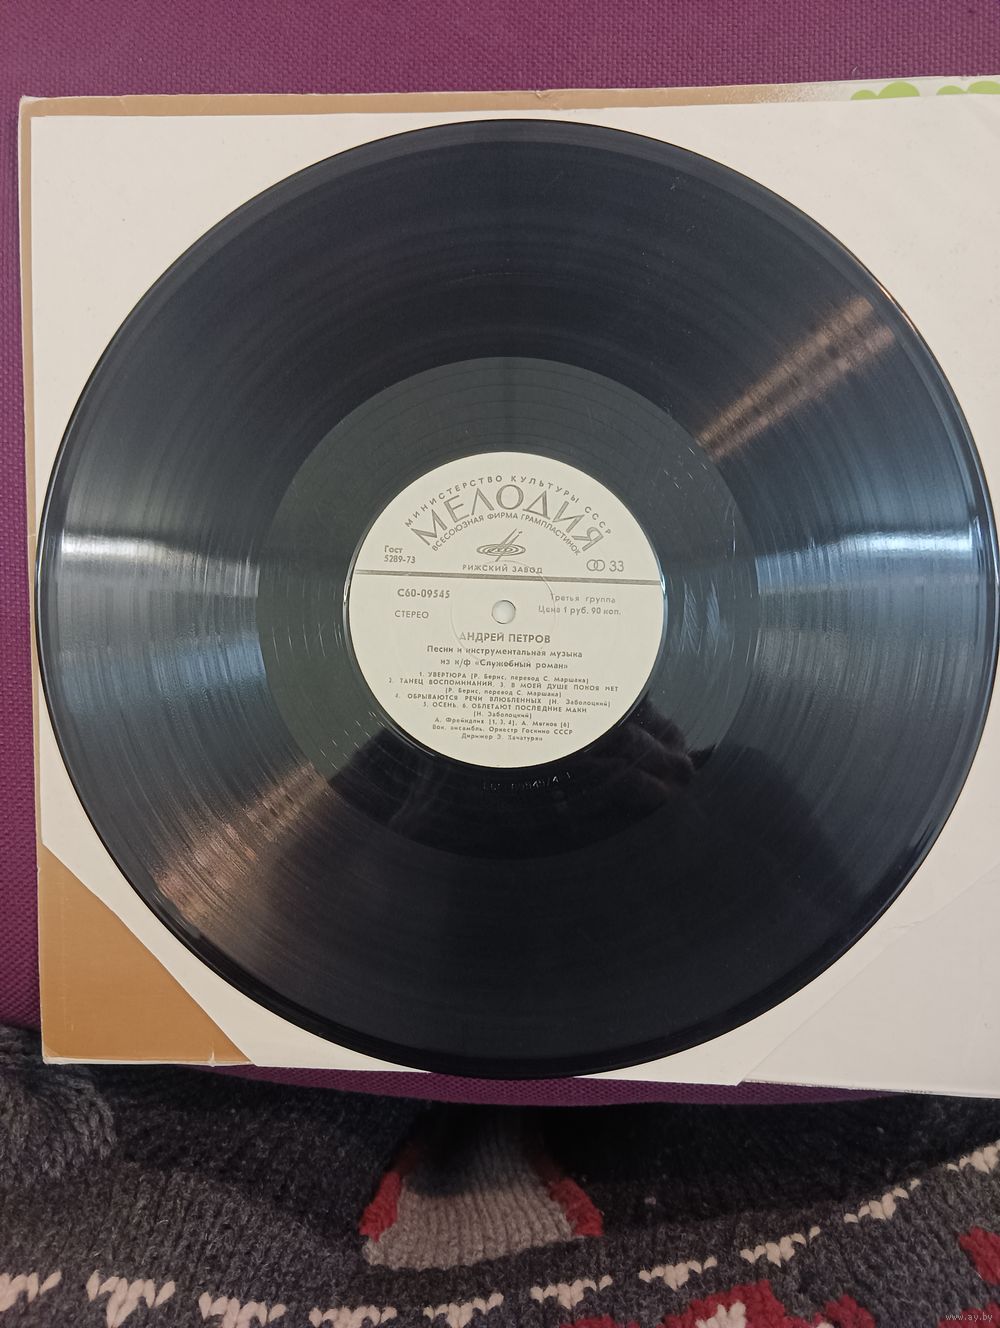 МИНИСТЕРСТВО КУЛЬТУРЫ СССР
МЕЛОДИЯ
ВСЕСОЮЗНАЯ ФИРМА ГРАМПЛАСТИНОК
Гост
5289-73
РИЖСКИЙ ЗАВОД
33
С60-09545
Третья группа
СТЕРЕО
Цена 1 руб. 90 коп.
АНДРЕЙ ПЕТРОВ
Песни и инструментальная музыка
из к/ф «Служебный роман»
1. УВЕРТЮРА (Р. Бернс, перевод С. Маршака)
2. ТАНЕЦ ВОСПОМИНАНИЙ. 3. В МОЕЙ ДУШЕ ПОКОЯ НЕТ
(Р. Бернс, перевод С. Маршака)
4. ОБРЫВАЮТСЯ РЕЧИ ВЛЮБЛЕННЫХ (Н. Заболоцкий)
5. ОСЕНЬ. 6. ОБЛЕТАЮТ ПОСЛЕДНИЕ МАКИ
(Н. Заболоцкий)
А. Фрейндлих (1, 3, 4), А. Мягков (6)
Вок. ансамбль. Оркестр Госкино СССР
Дирижер Э. Хачатурян
www.ay.by